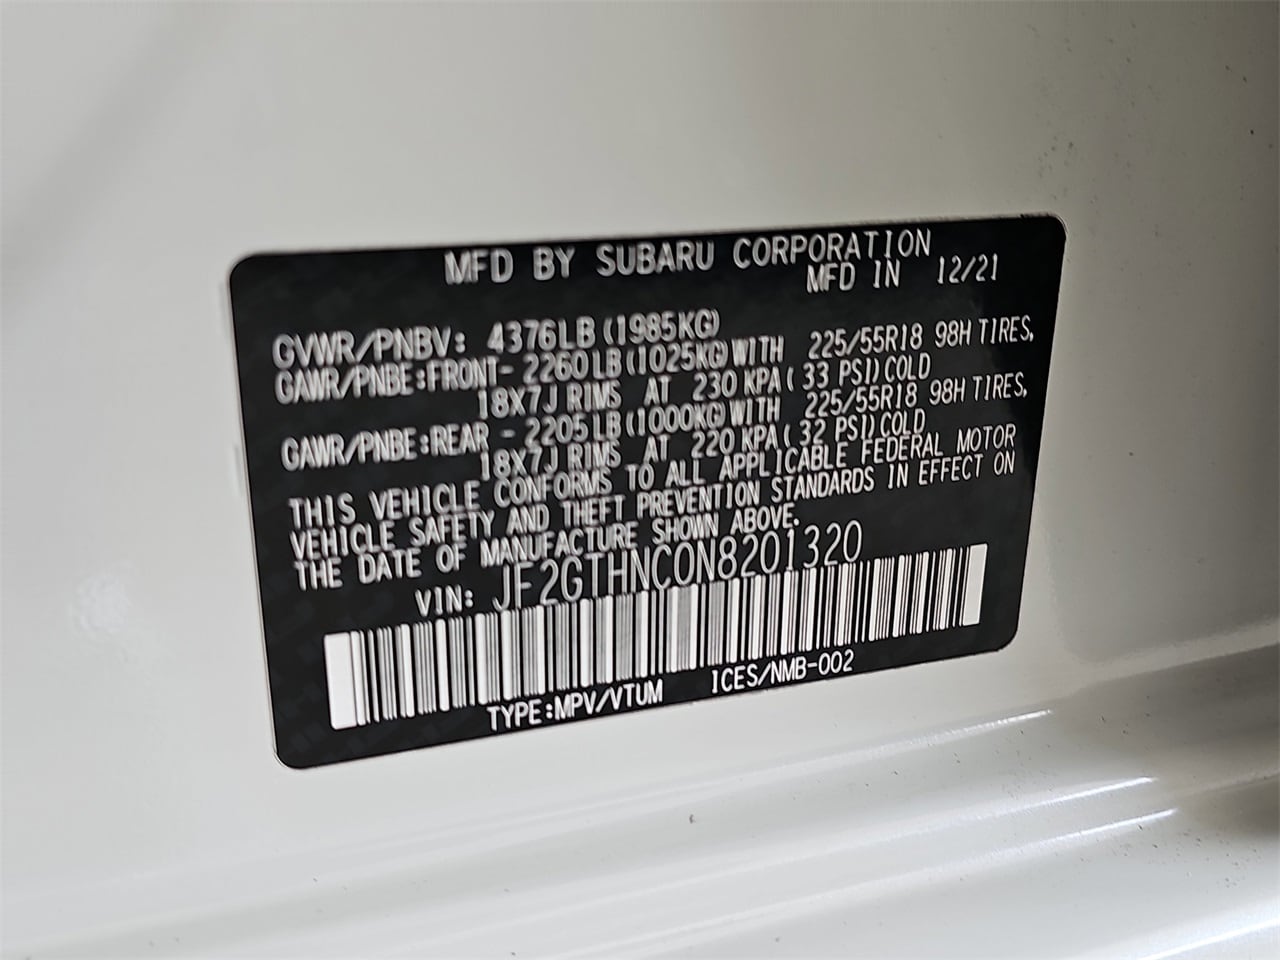 MFD BY SUBARU CORPORATION
MFD IN 12/21
GVWR/PNBV: 4376LB (1985KG)
GAWR/PNBE:FRONT- 2260LB(1025KG)WITH 225/55R18 98H TIRES,
18X7J RIMS AT 230 KPA( 33 PSI)COLD
GAWR/PNBE:REAR - 2205LB(1000KG)WITH 225/55R18 98H TIRES,
18X7J RIMS AT 220 KPA( 32 PSI)COLD
THIS VEHICLE CONFORMS TO ALL APPLICABLE FEDERAL MOTOR
VEHICLE SAFETY AND THEFT PREVENTION STANDARDS IN EFFECT ON
THE DATE OF MANUFACTURE SHOWN ABOVE.
VIN: JF2GTHNC0N8201320
TYPE:MPV/VTUM ICES/NMB-002